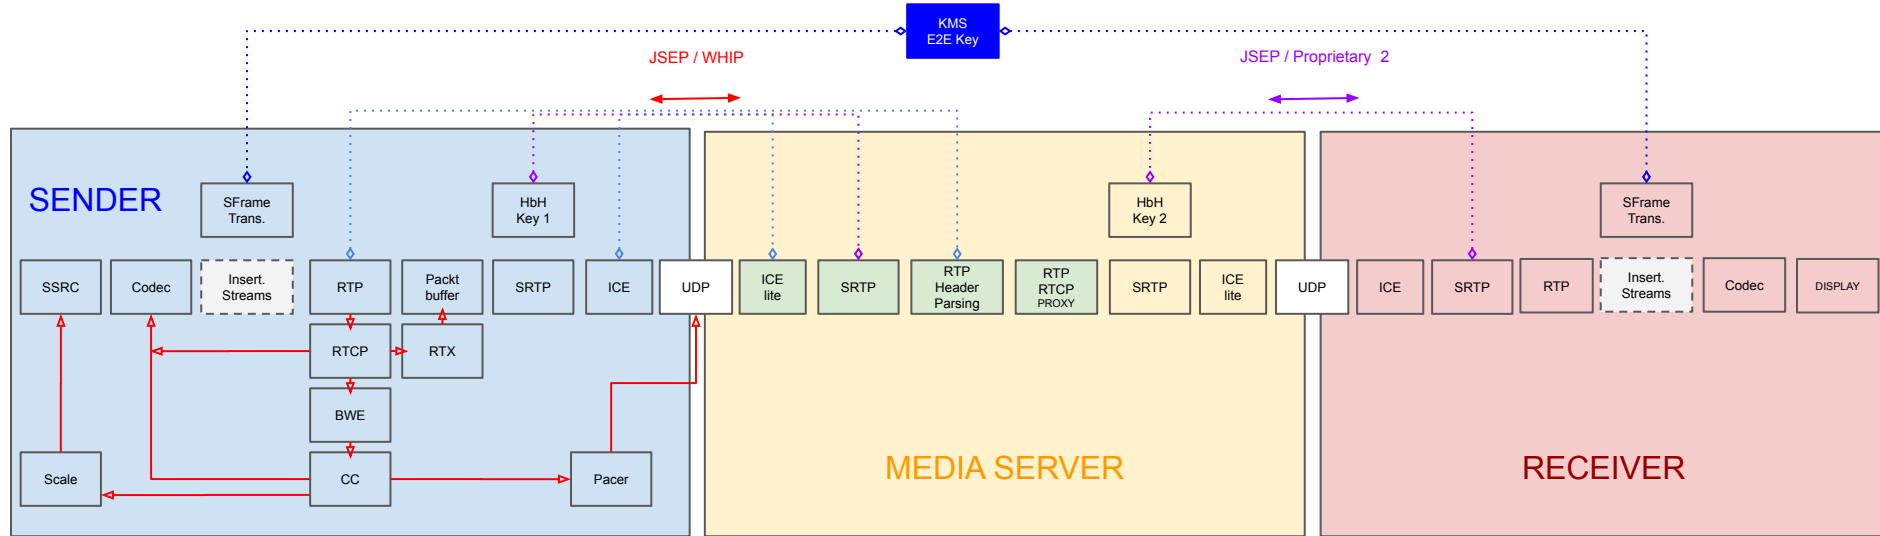 KMS
E2E Key
JSEP / WHIP
JSEP / Proprietary 2
SENDER
SFrame
Trans.
HbH
Key 1
HbH
Key 2
SFrame
Trans.
SSRC
Codec
Insert.
Streams
RTP
Packt
buffer
SRTP
ICE
UDP
ICE
lite
SRTP
RTP
Header
Parsing
RTP
RTCP
PROXY
SRTP
ICE
lite
UDP
ICE
SRTP
RTP
Insert.
Streams
Codec
DISPLAY
RTCP
RTX
BWE
Scale
CC
Pacer
MEDIA SERVER
RECEIVER